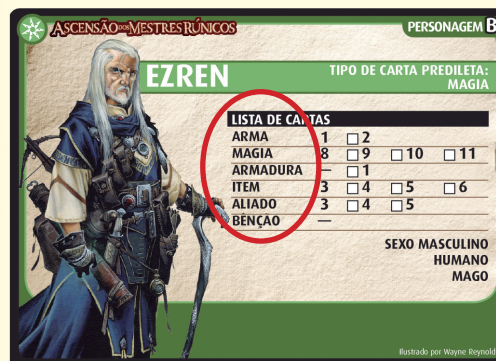 ASCENSÃO DOS MESTRES RÚNICOS
PERSONAGEM B
EZREN
TIPO DE CARTA PREDILETA:
MAGIA
LISTA DE CARTAS
ARMA 1 □ 2
MAGIA 8 □ 9 □ 10 □ 11
ARMADURA — □ 1
ITEM 3 □ 4 □ 5 □ 6
ALIADO 3 □ 4 □ 5
BÊNÇÃO —
SEXO MASCULINO
HUMANO
MAGO
Ilustrado por Wayne Reynold